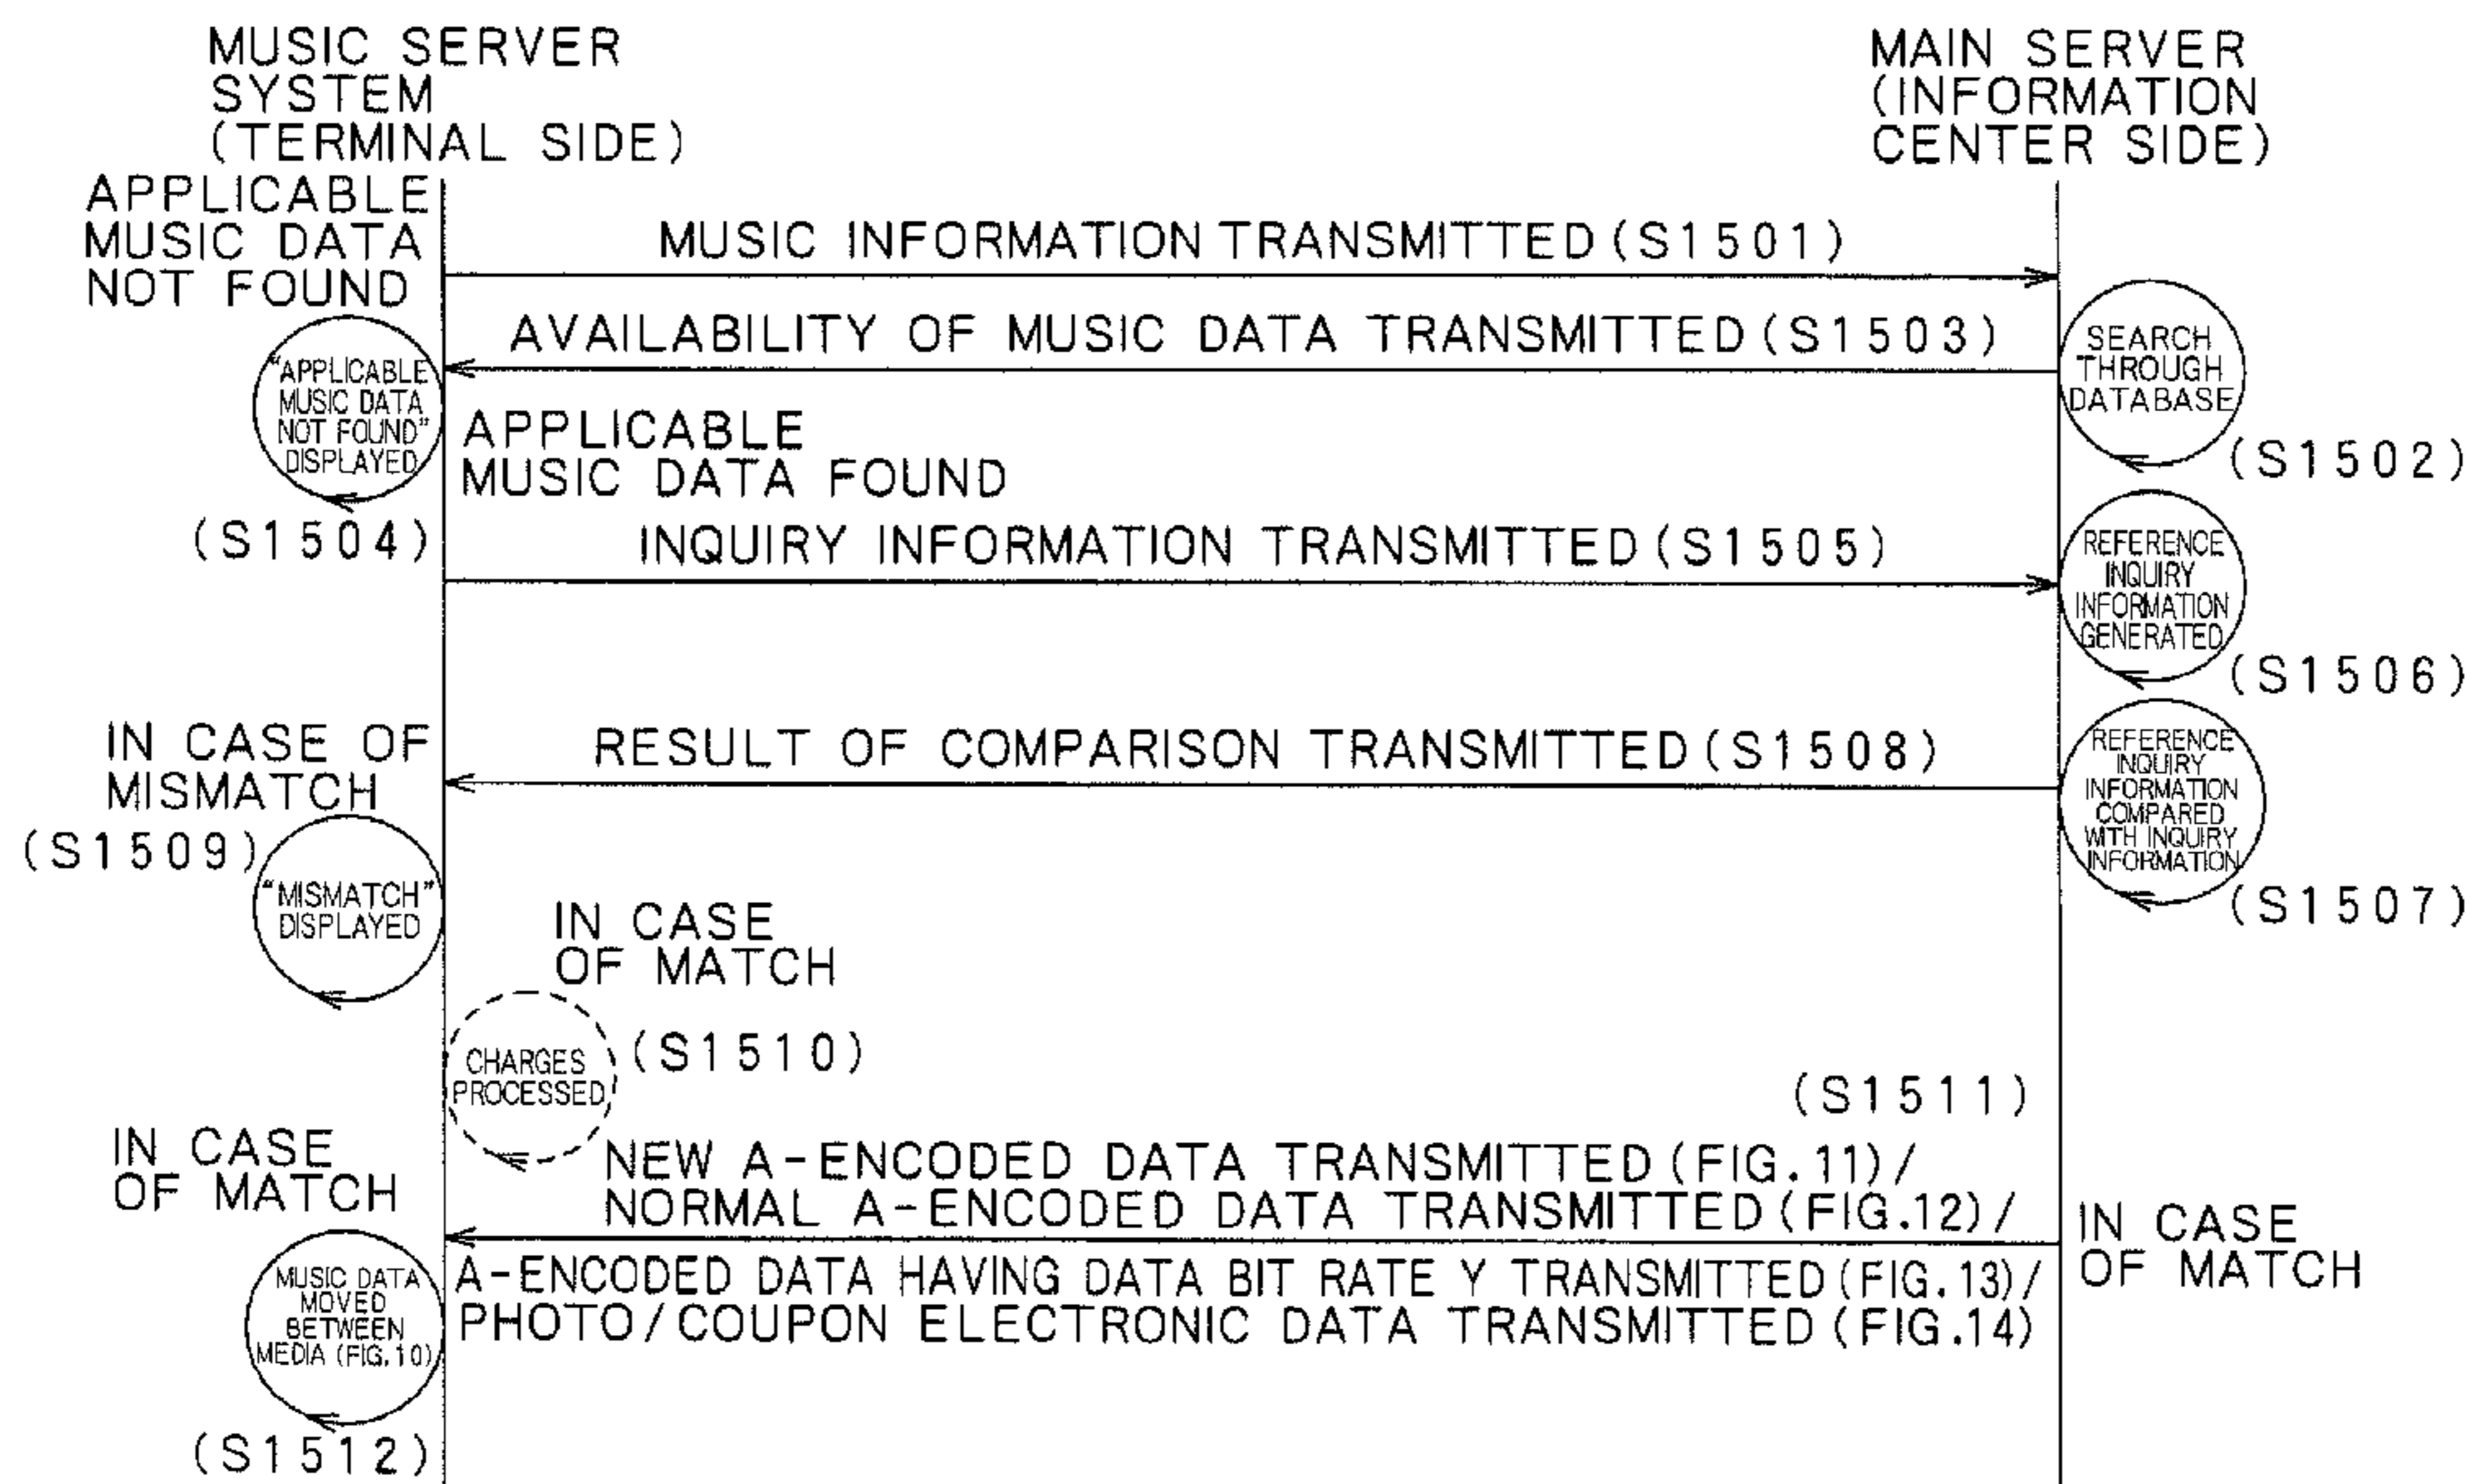 MUSIC SERVER
SYSTEM
(TERMINAL SIDE)
MAIN SERVER
(INFORMATION
CENTER SIDE)
APPLICABLE
MUSIC DATA
NOT FOUND
MUSIC INFORMATION TRANSMITTED (S1501)
AVAILABILITY OF MUSIC DATA TRANSMITTED (S1503)
SEARCH
THROUGH
DATABASE
(S1502)
"APPLICABLE
MUSIC DATA
NOT FOUND"
DISPLAYED
(S1504)
APPLICABLE
MUSIC DATA FOUND
INQUIRY INFORMATION TRANSMITTED (S1505)
REFERENCE
INQUIRY
INFORMATION
GENERATED
(S1506)
IN CASE OF
MISMATCH
(S1509)
RESULT OF COMPARISON TRANSMITTED (S1508)
REFERENCE
INQUIRY
INFORMATION
COMPARED
WITH INQUIRY
INFORMATION
(S1507)
"MISMATCH"
DISPLAYED
IN CASE
OF MATCH
CHARGES
PROCESSED
(S1510)
(S1511)
IN CASE
OF MATCH
NEW A-ENCODED DATA TRANSMITTED (FIG.11)/
NORMAL A-ENCODED DATA TRANSMITTED (FIG.12)/
A-ENCODED DATA HAVING DATA BIT RATE Y TRANSMITTED (FIG.13)/
PHOTO/COUPON ELECTRONIC DATA TRANSMITTED (FIG.14)
IN CASE
OF MATCH
MUSIC DATA
MOVED
BETWEEN
MEDIA (FIG.10)
(S1512)